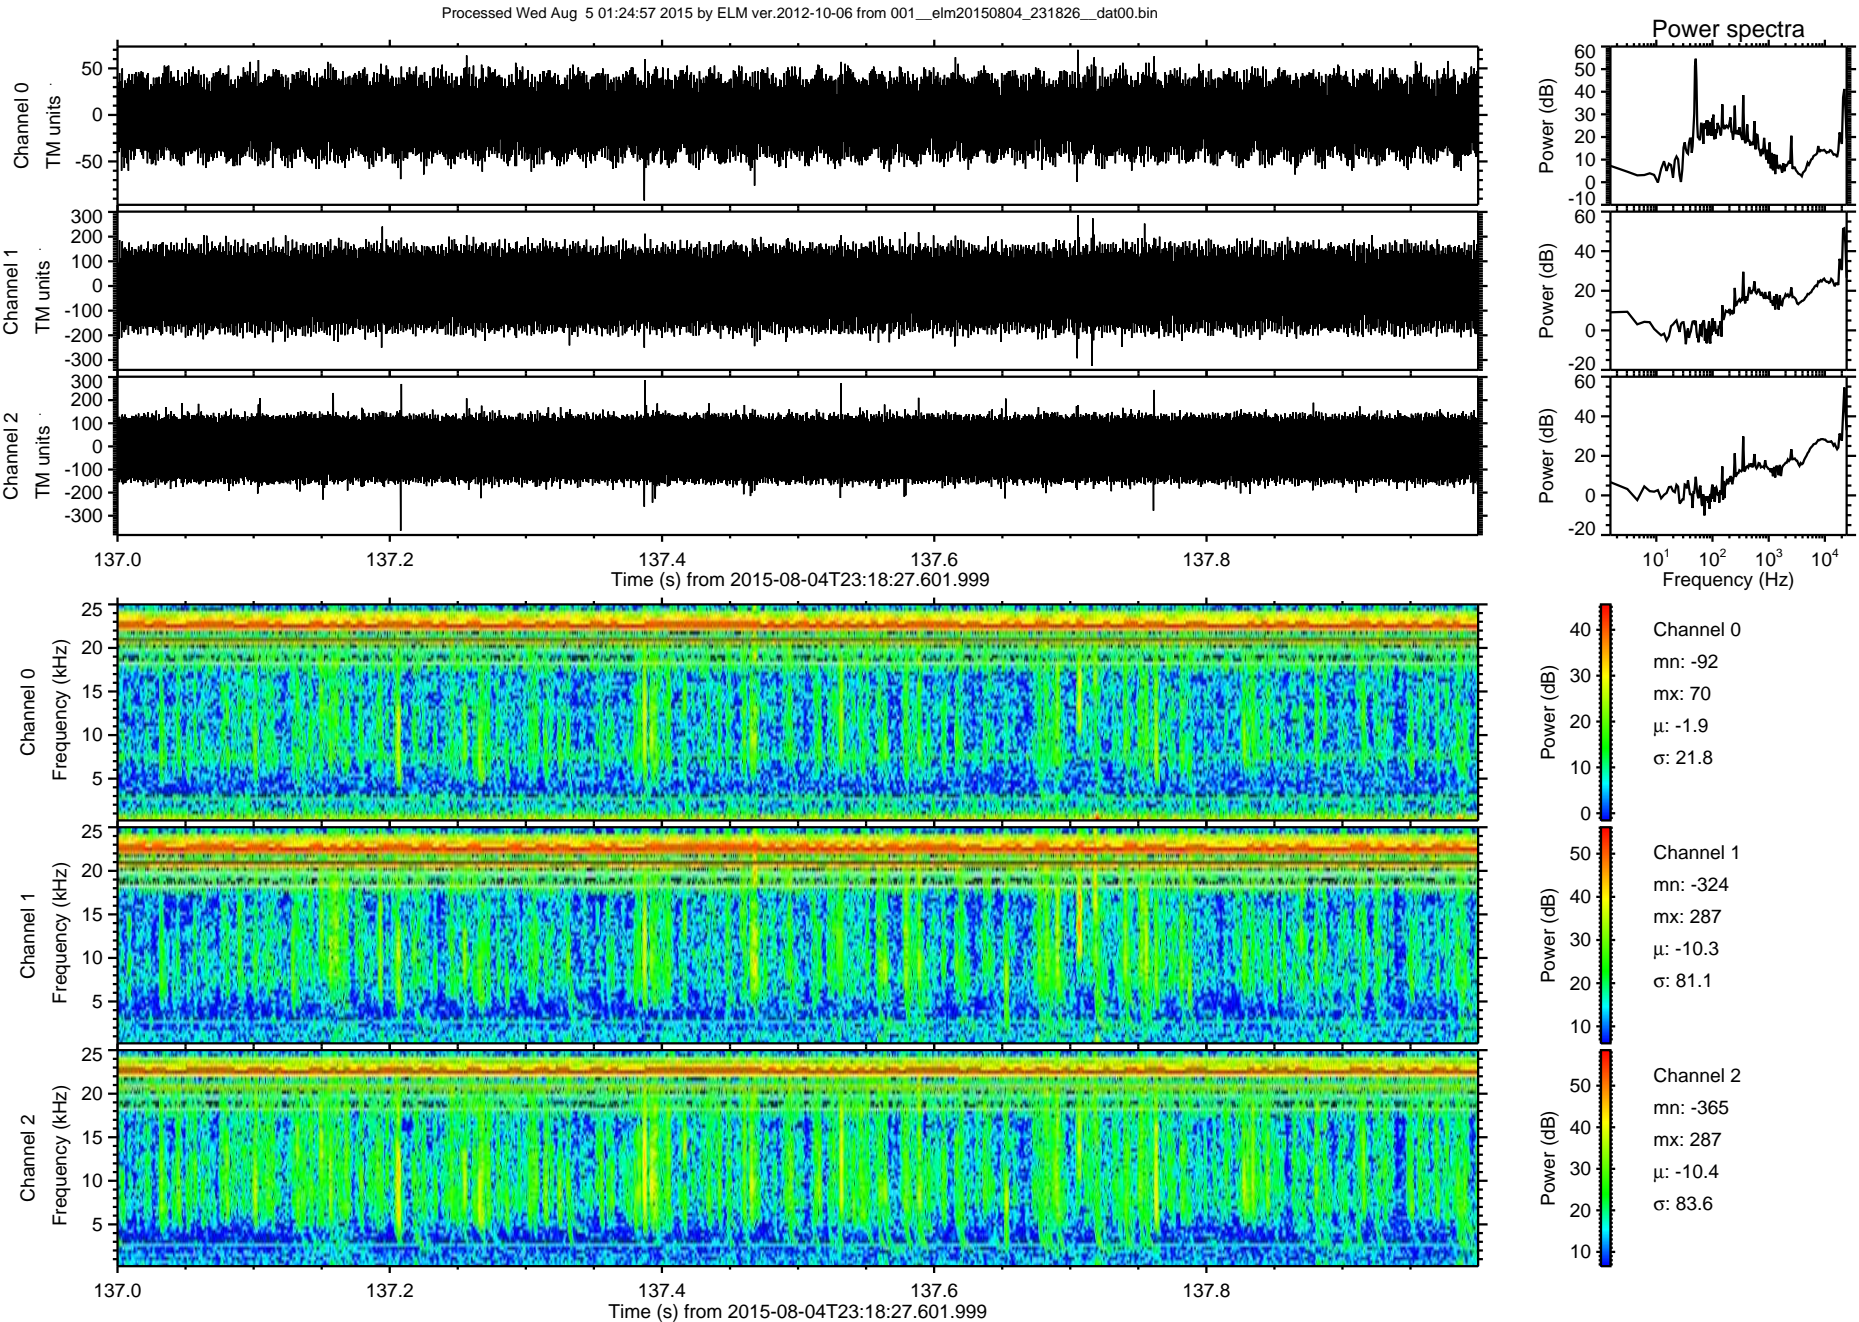 Processed Wed Aug  5 01:24:57 2015 by ELM ver.2012-10-06 from 001__elm20150804_231826__dat00.bin
Power spectra
Channel 0
TM units
50
0
-50
Power (dB)
60
50
40
30
20
10
0
-10
Channel 1
TM units
300
200
100
0
-100
-200
-300
Power (dB)
60
40
20
0
-20
Channel 2
TM units
300
200
100
0
-100
-200
-300
Power (dB)
60
40
20
0
-20
137.0 137.2 137.4 137.6 137.8
Time (s) from 2015-08-04T23:18:27.601.999
10¹ 10² 10³ 10⁴
Frequency (Hz)
Channel 0
Frequency (kHz)
25
20
15
10
5
Power (dB)
40
30
20
10
0
Channel 0
mn: -92
mx: 70
μ: -1.9
σ: 21.8
Channel 1
Frequency (kHz)
25
20
15
10
5
Power (dB)
50
40
30
20
10
Channel 1
mn: -324
mx: 287
μ: -10.3
σ: 81.1
Channel 2
Frequency (kHz)
25
20
15
10
5
Power (dB)
50
40
30
20
10
Channel 2
mn: -365
mx: 287
μ: -10.4
σ: 83.6
137.0 137.2 137.4 137.6 137.8
Time (s) from 2015-08-04T23:18:27.601.999